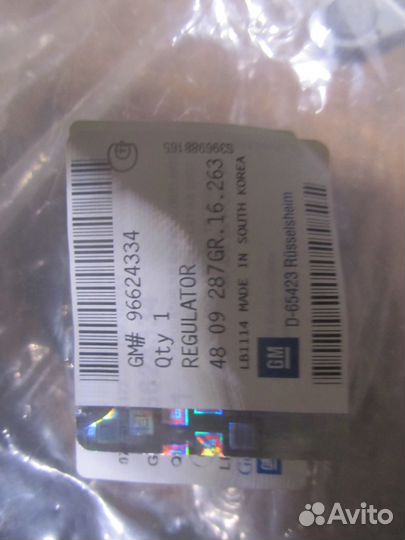 8396988165
GM# 96624334
Qty 1
REGULATOR
48 09 287GR.16.263
LB1114 MADE IN SOUTH KOREA
GM
D-65423 Rüsselsheim
Avito